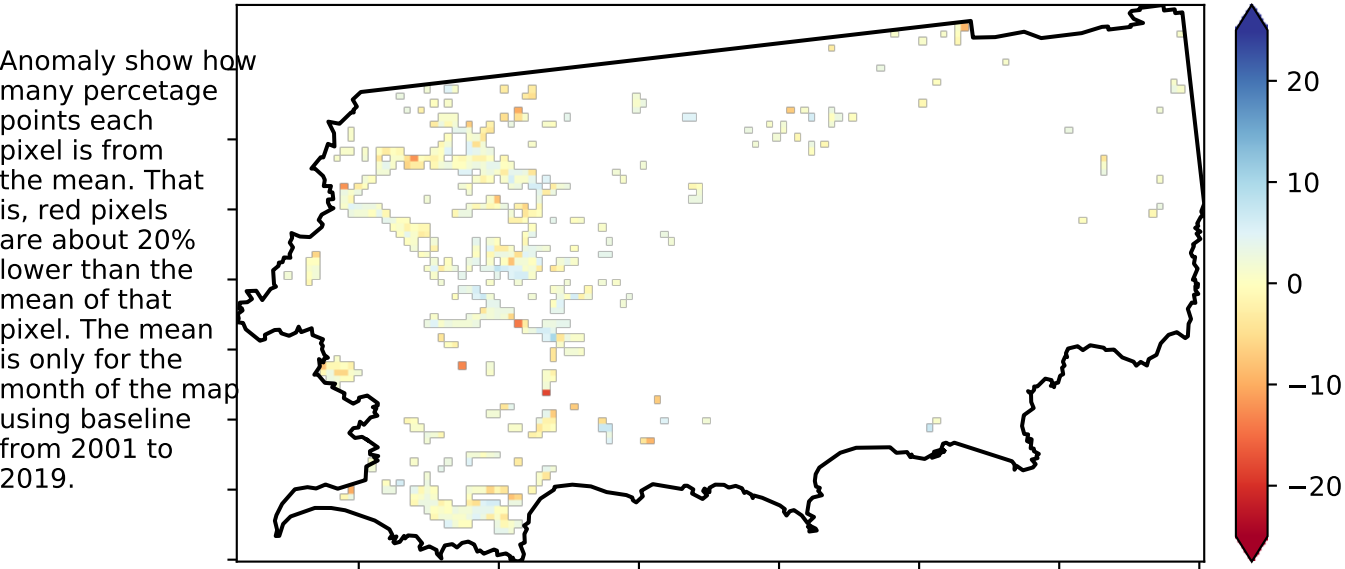 Anomaly show how
many percetage
points each
pixel is from
the mean. That
is, red pixels
are about 20%
lower than the
mean of that
pixel. The mean
is only for the
month of the map
using baseline
from 2001 to
2019.
20
10
0
−10
−20